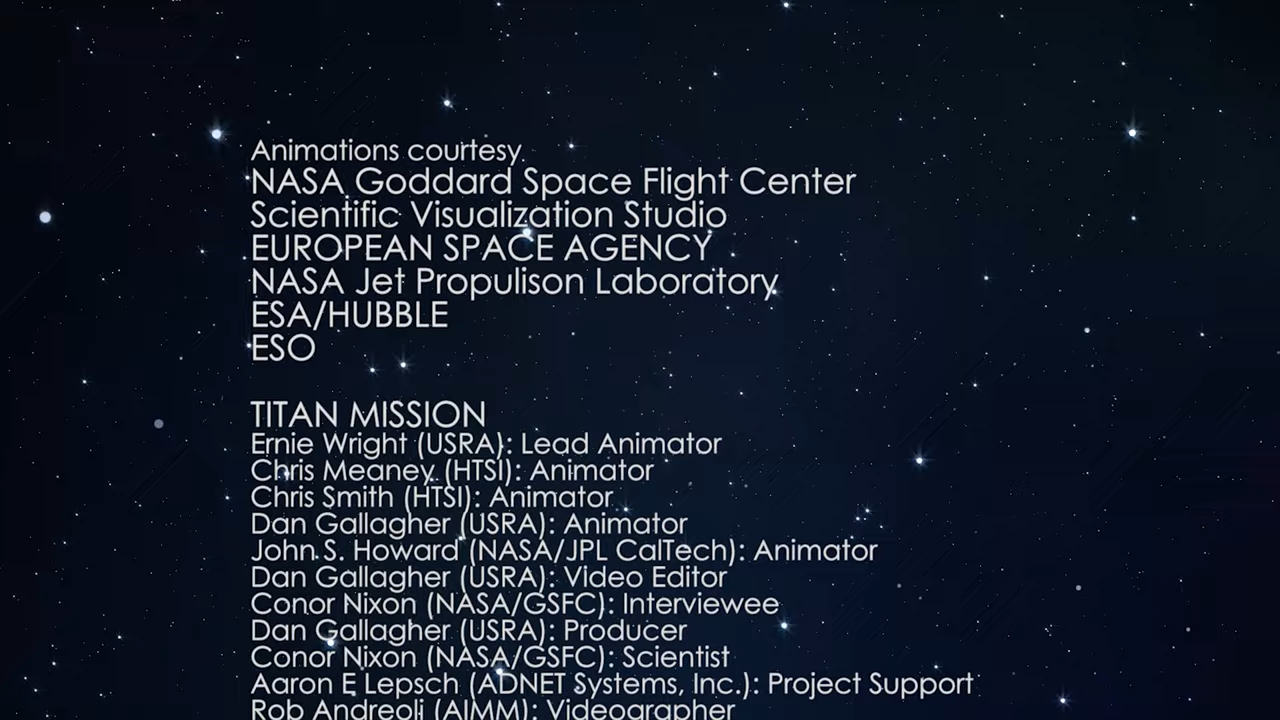 Animations courtesy
NASA Goddard Space Flight Center
Scientific Visualization Studio
EUROPEAN SPACE AGENCY
NASA Jet Propulison Laboratory
ESA/HUBBLE
ESO
TITAN MISSION
Ernie Wright (USRA): Lead Animator
Chris Meaney (HTSI): Animator
Chris Smith (HTSI): Animator
Dan Gallagher (USRA): Animator
John S. Howard (NASA/JPL CalTech): Animator
Dan Gallagher (USRA): Video Editor
Conor Nixon (NASA/GSFC): Interviewee
Dan Gallagher (USRA): Producer
Conor Nixon (NASA/GSFC): Scientist
Aaron E Lepsch (ADNET Systems, Inc.): Project Support
Rob Andreoli (AIMM): Videographer